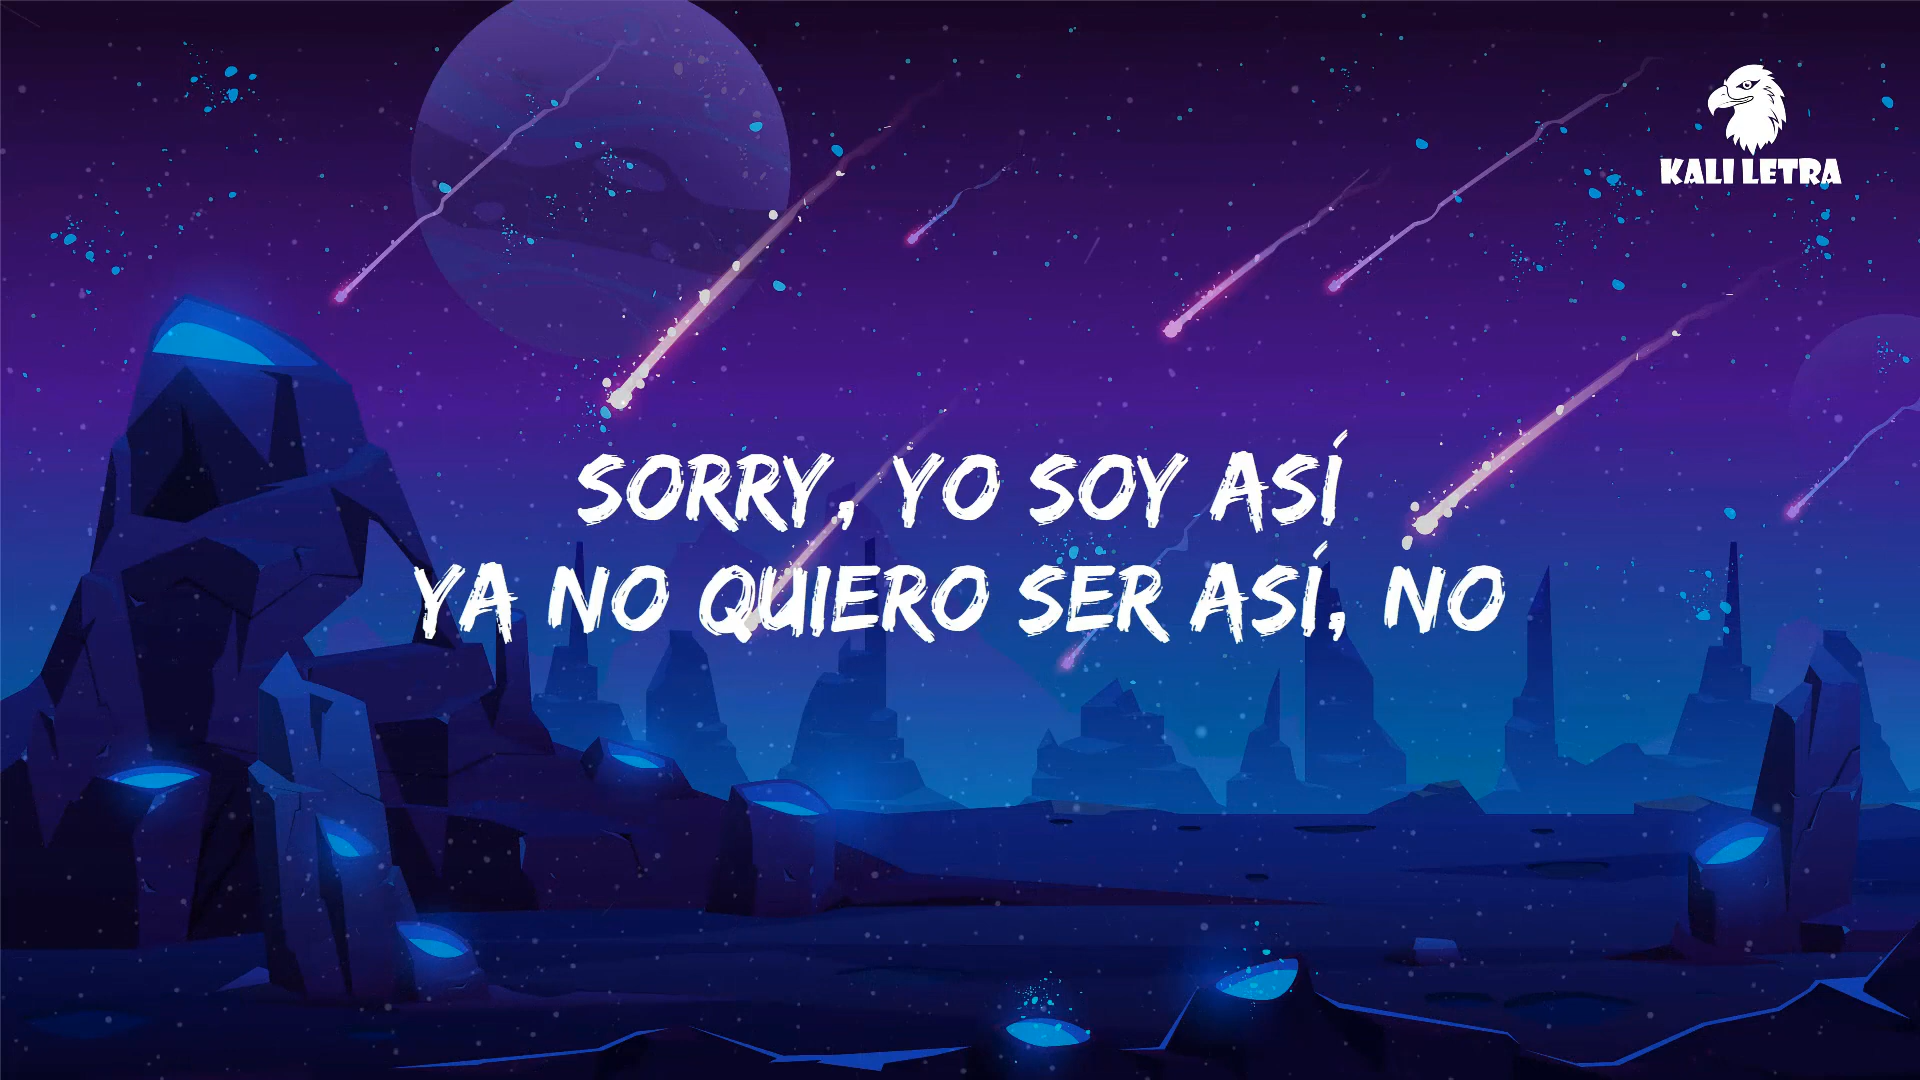 KALI LETRA
SORRY, YO SOY ASÍ
YA NO QUIERO SER ASÍ, NO